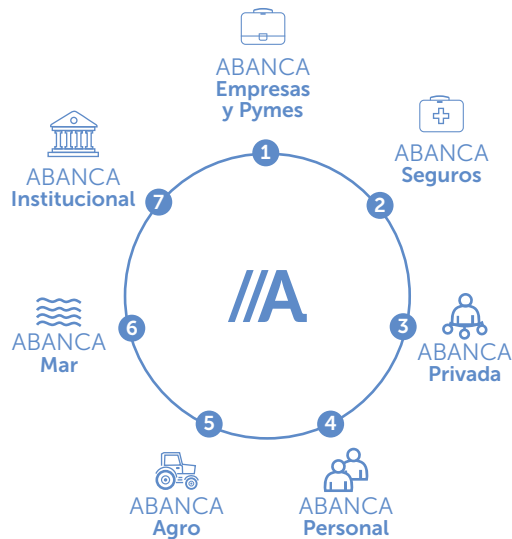 ABANCA
Empresas
y Pymes
1
ABANCA
Seguros
2
3
ABANCA
Privada
4
ABANCA
Personal
5
ABANCA
Agro
6
ABANCA
Mar
7
ABANCA
Institucional
//A